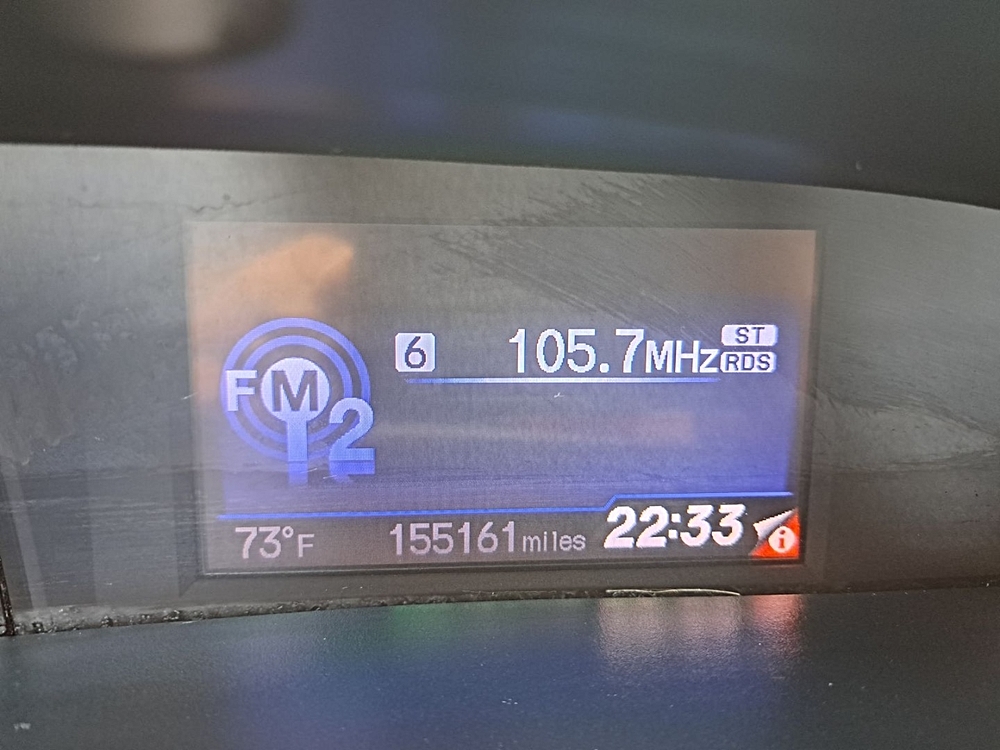 6 105.7MHz ST
RDS
FM2
73°F 155161miles 22:33 i